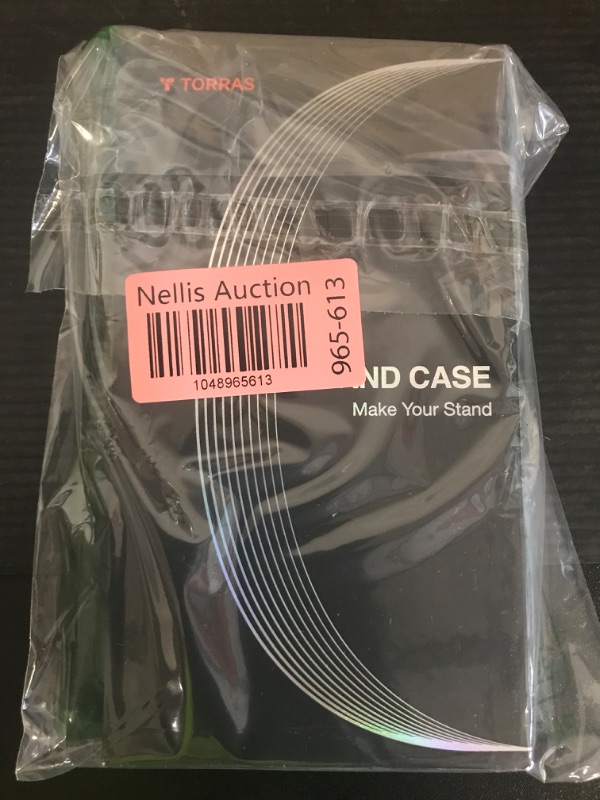 TORRAS
Nellis Auction
965-613
1048965613
ND CASE
Make Your Stand